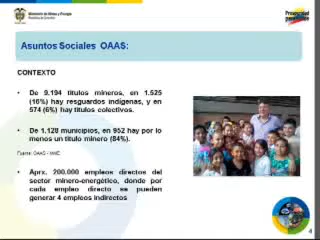 Ministerio de Minas y Energía
República de Colombia
Prosperidad
para todos
Asuntos Sociales OAAS:
CONTEXTO
• De 9.194 títulos mineros, en 1.525
(16%) hay resguardos indígenas, y en
574 (6%) hay títulos colectivos.
• De 1.128 municipios, en 952 hay por lo
menos un título minero (84%).
Fuente: OAAS - MME
• Aprx. 200.000 empleos directos del
sector minero-energético, donde por
cada empleo directo se pueden
generar 4 empleos indirectos
4